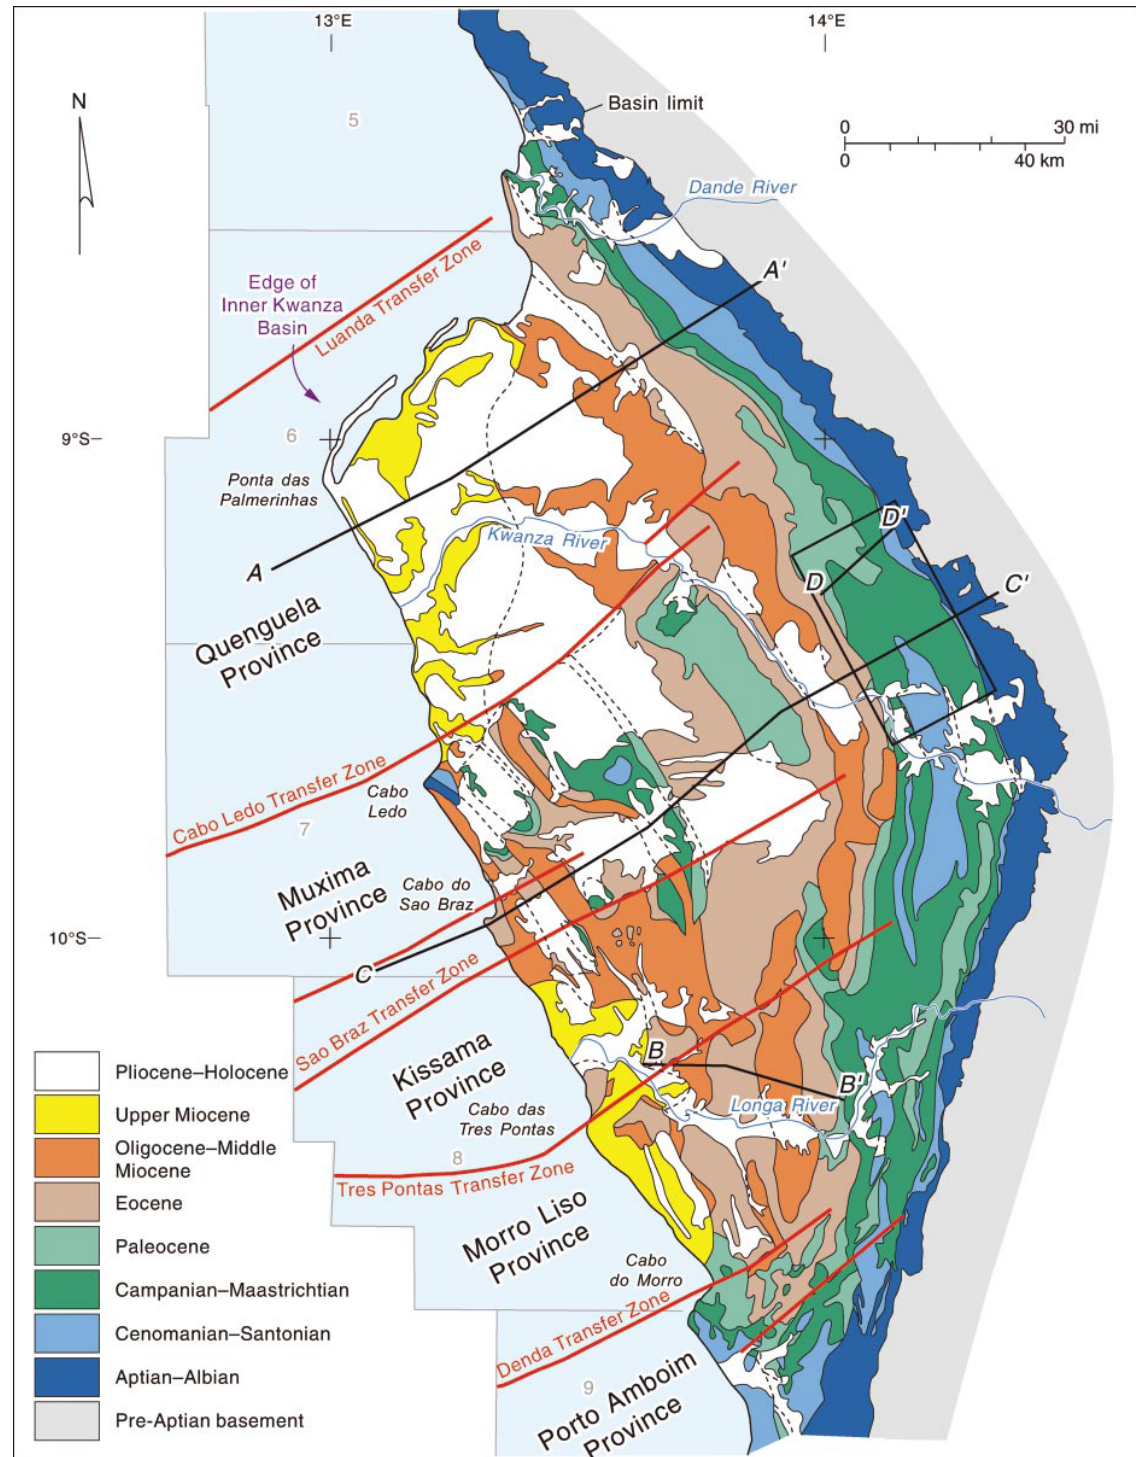 13°E
14°E
N
Basin limit
0 30 mi
0 40 km
5
Dande River
A'
Edge of
Inner Kwanza
Basin
Luanda Transfer Zone
9°S
6
Ponta das
Palmerinhas
Kwanza River
A
D'
D
C'
Quenguela
Province
Cabo Ledo Transfer Zone
7
Cabo
Ledo
Muxima
Province
Cabo do
Sao Braz
10°S
C
Sao Braz Transfer Zone
Kissama
Province
B
B'
Longa River
Cabo das
Tres Pontas
8
Tres Pontas Transfer Zone
Morro Liso
Province
Cabo
do Morro
Denda Transfer Zone
9
Porto Amboim
Province
Pliocene–Holocene
Upper Miocene
Oligocene–Middle
Miocene
Eocene
Paleocene
Campanian–Maastrichtian
Cenomanian–Santonian
Aptian–Albian
Pre-Aptian basement